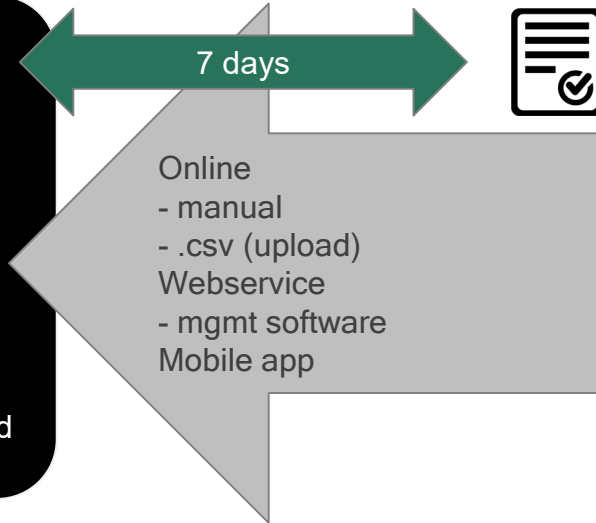 7 days
Online
- manual
- .csv (upload)
Webservice
- mgmt software
Mobile app